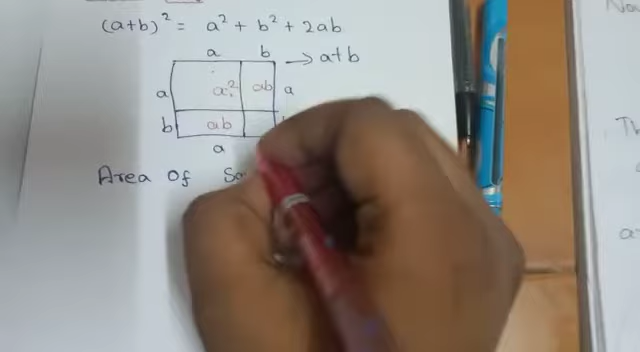 (a+b)² = a² + b² + 2ab
a b → a+b
a a² ab a
b ab
a
Area Of